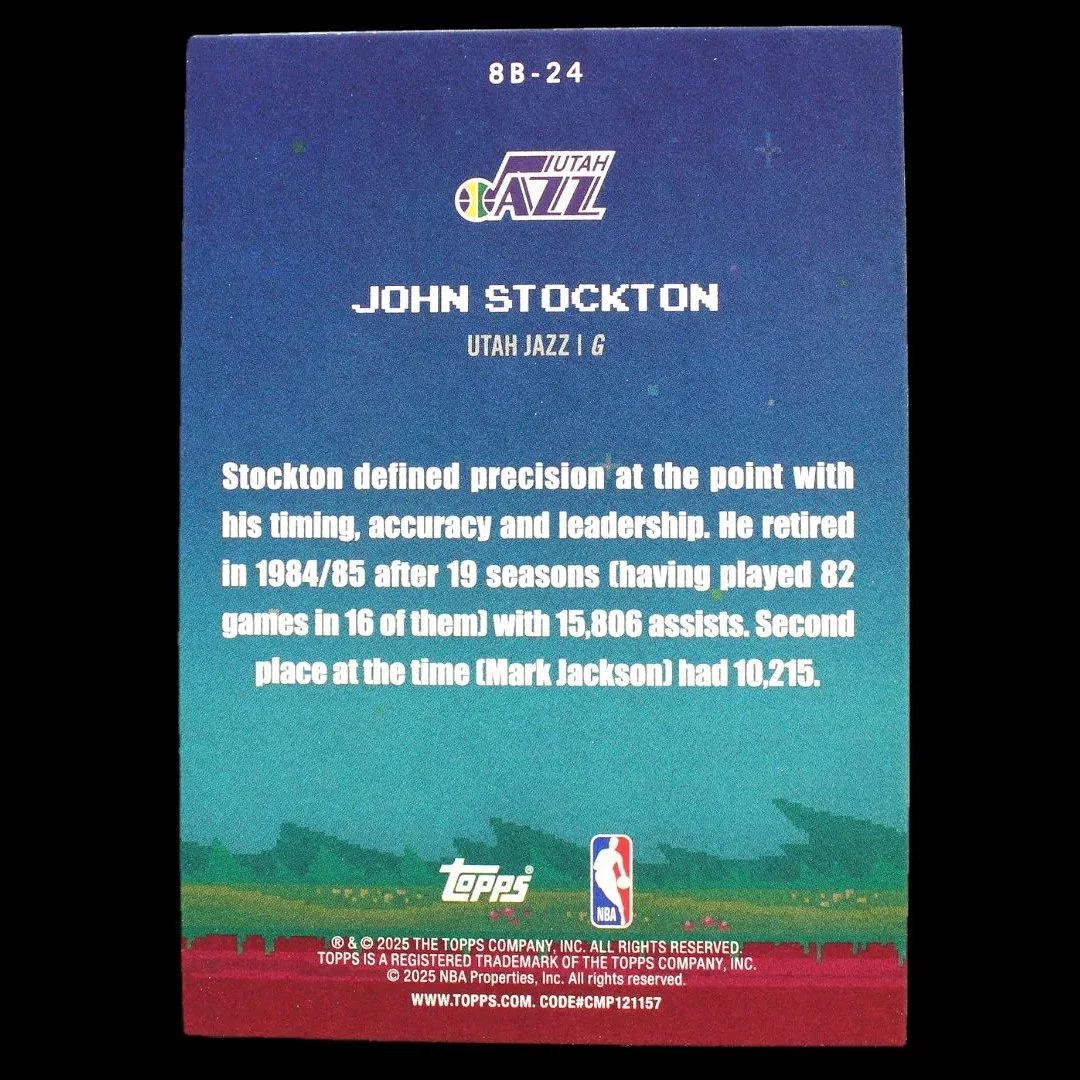 8B-24
UTAH
JAZZ
JOHN STOCKTON
UTAH JAZZ | G
Stockton defined precision at the point with
his timing, accuracy and leadership. He retired
in 1984/85 after 19 seasons (having played 82
games in 16 of them) with 15,806 assists. Second
place at the time (Mark Jackson) had 10,215.
topps®
NBA
® & © 2025 THE TOPPS COMPANY, INC. ALL RIGHTS RESERVED.
TOPPS IS A REGISTERED TRADEMARK OF THE TOPPS COMPANY, INC.
© 2025 NBA Properties, Inc. All rights reserved.
WWW.TOPPS.COM. CODE#CMP121157